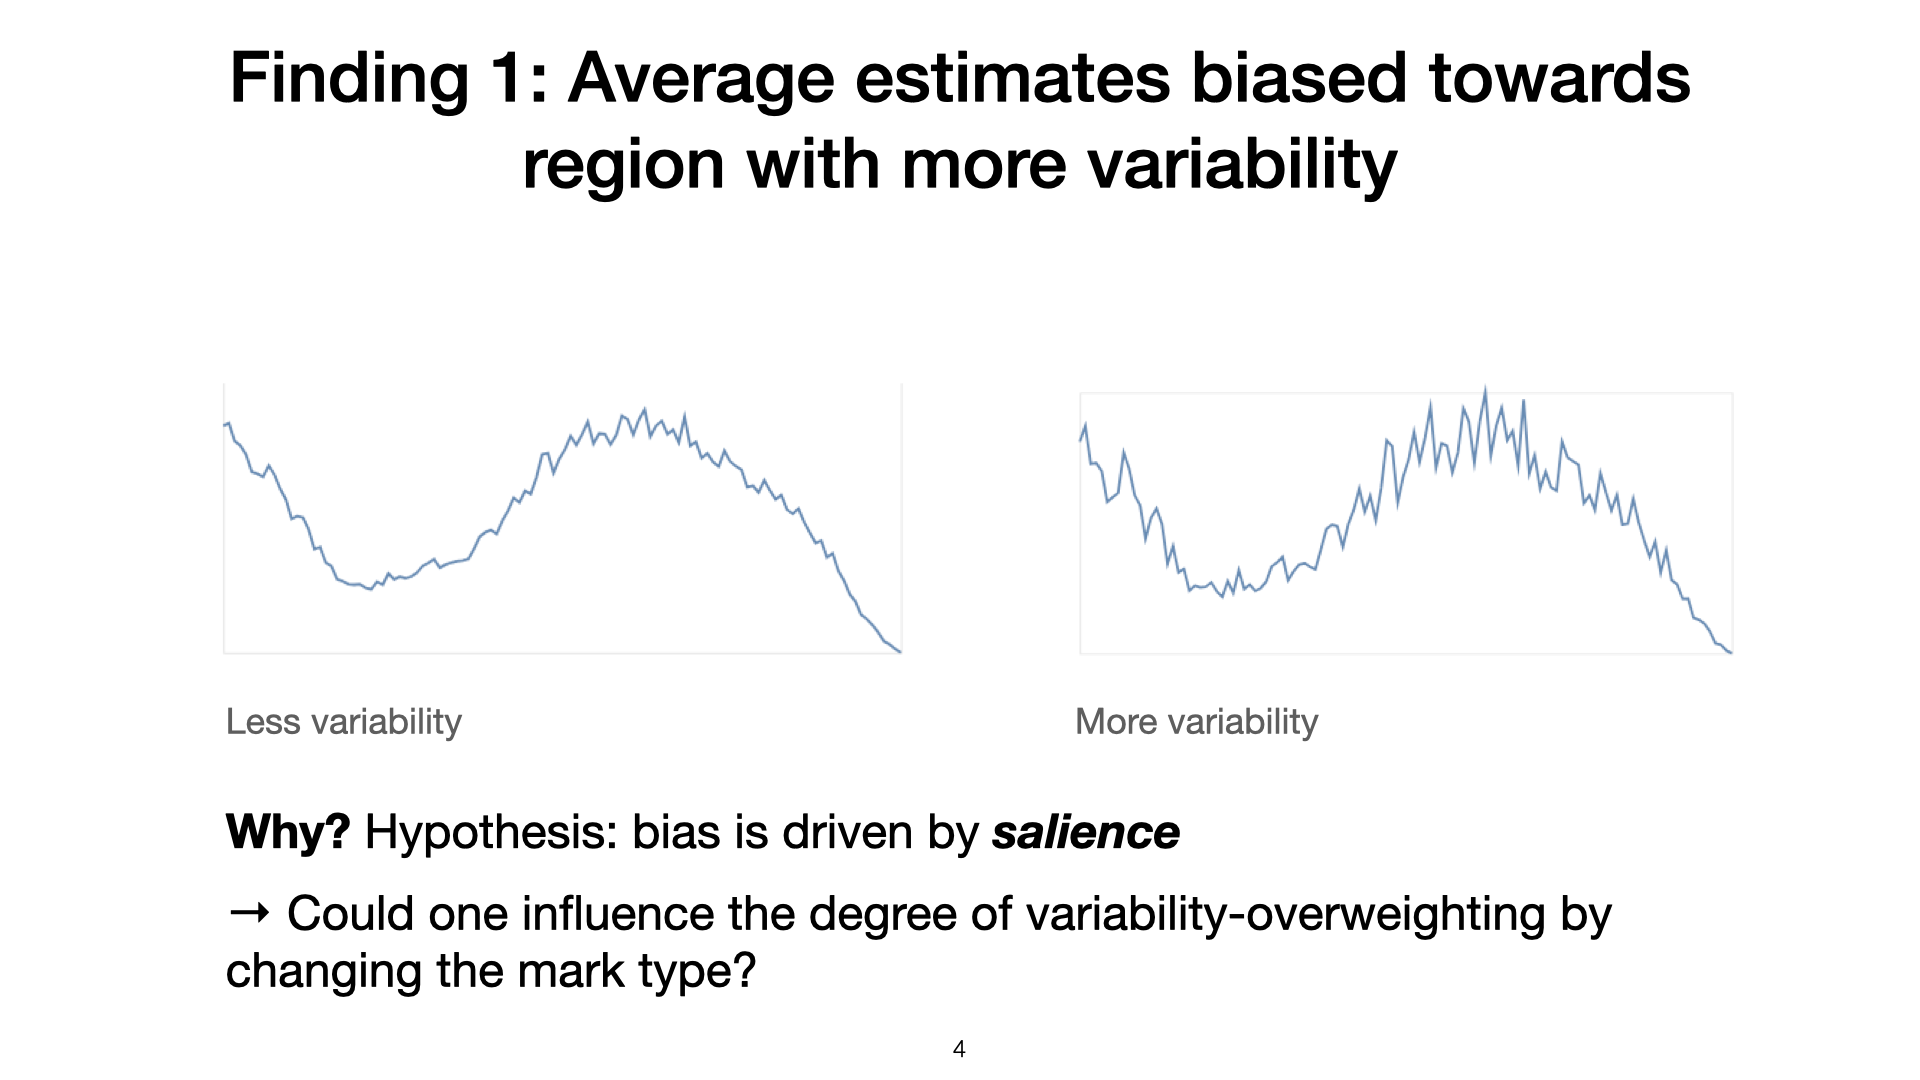 Finding 1: Average estimates biased towards
region with more variability
Less variability
More variability
Why? Hypothesis: bias is driven by salience
→ Could one influence the degree of variability-overweighting by
changing the mark type?
4